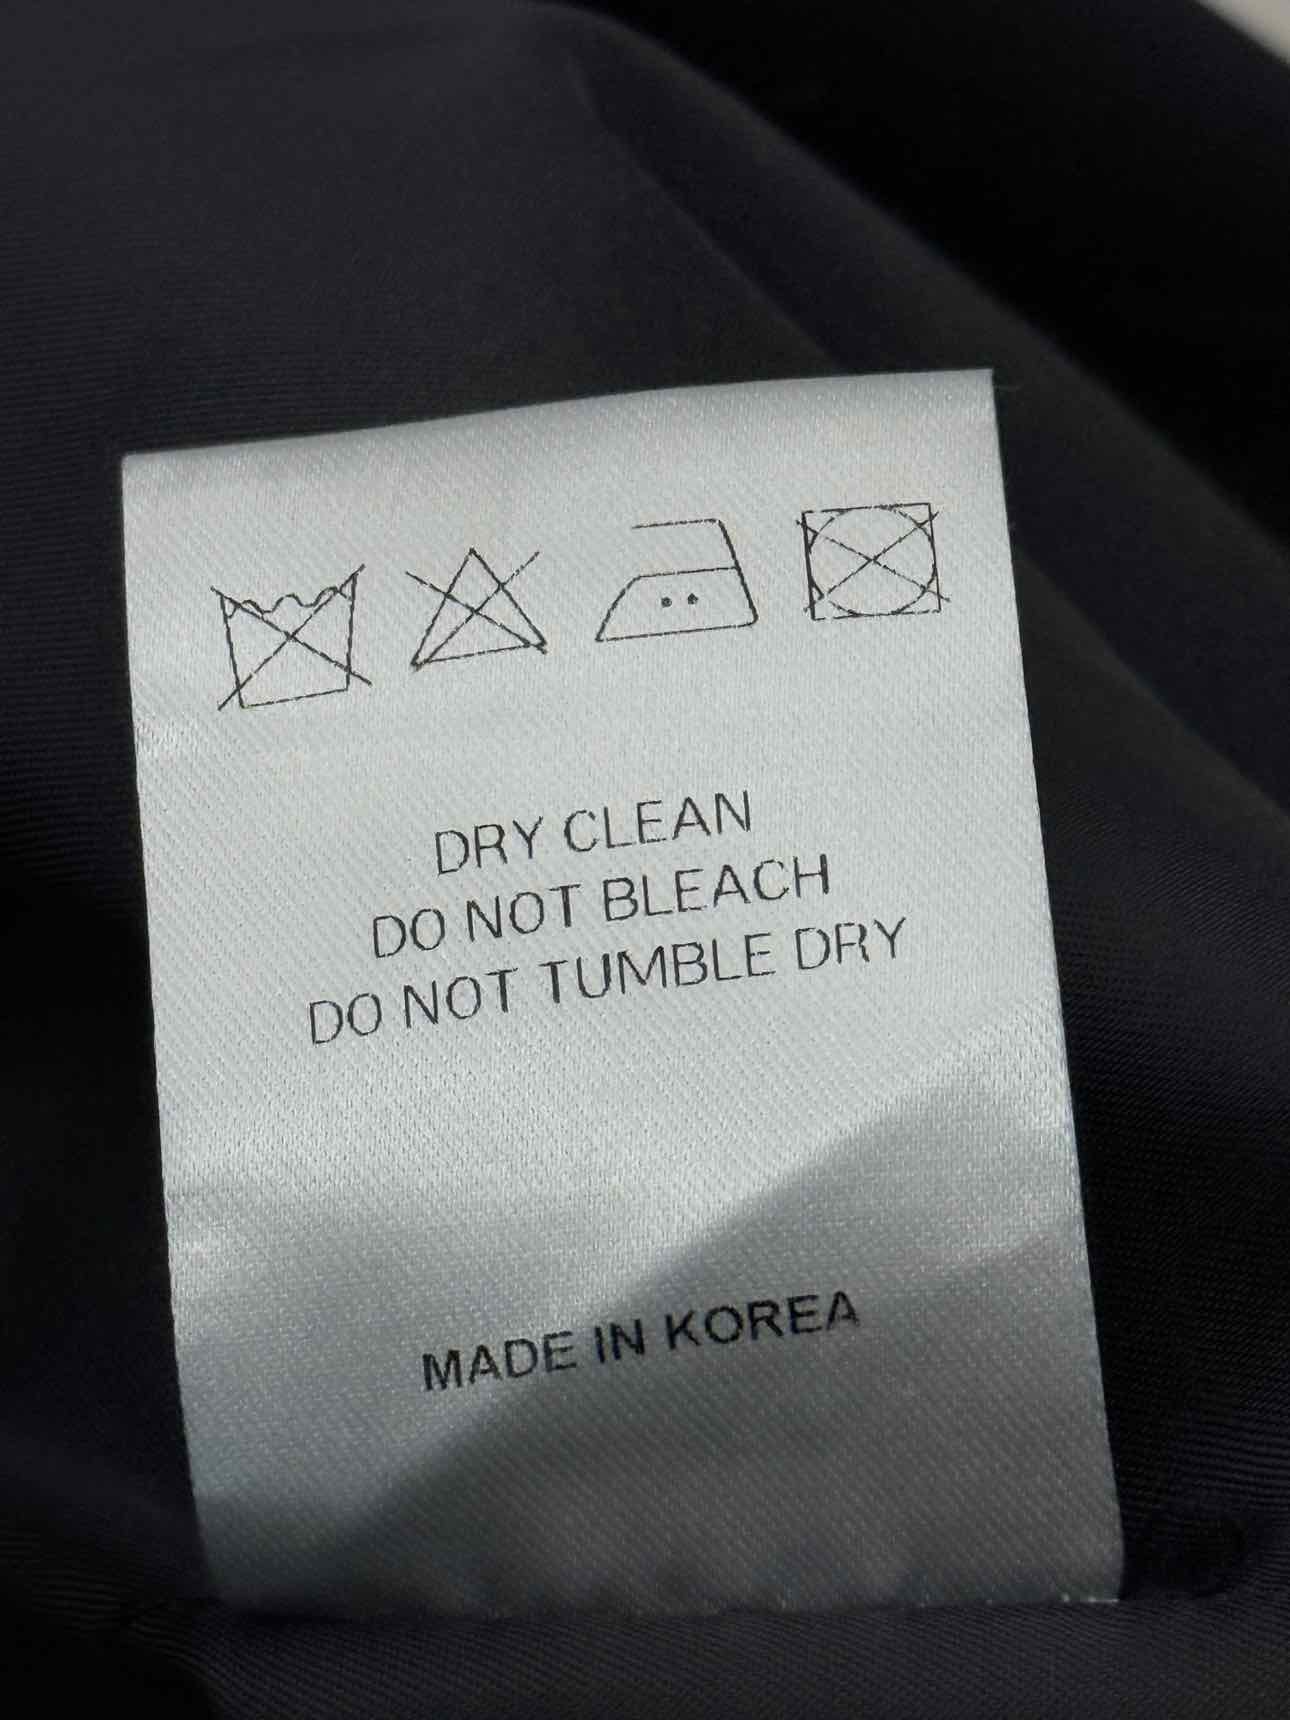 DRY CLEAN
DO NOT BLEACH
DO NOT TUMBLE DRY
MADE IN KOREA